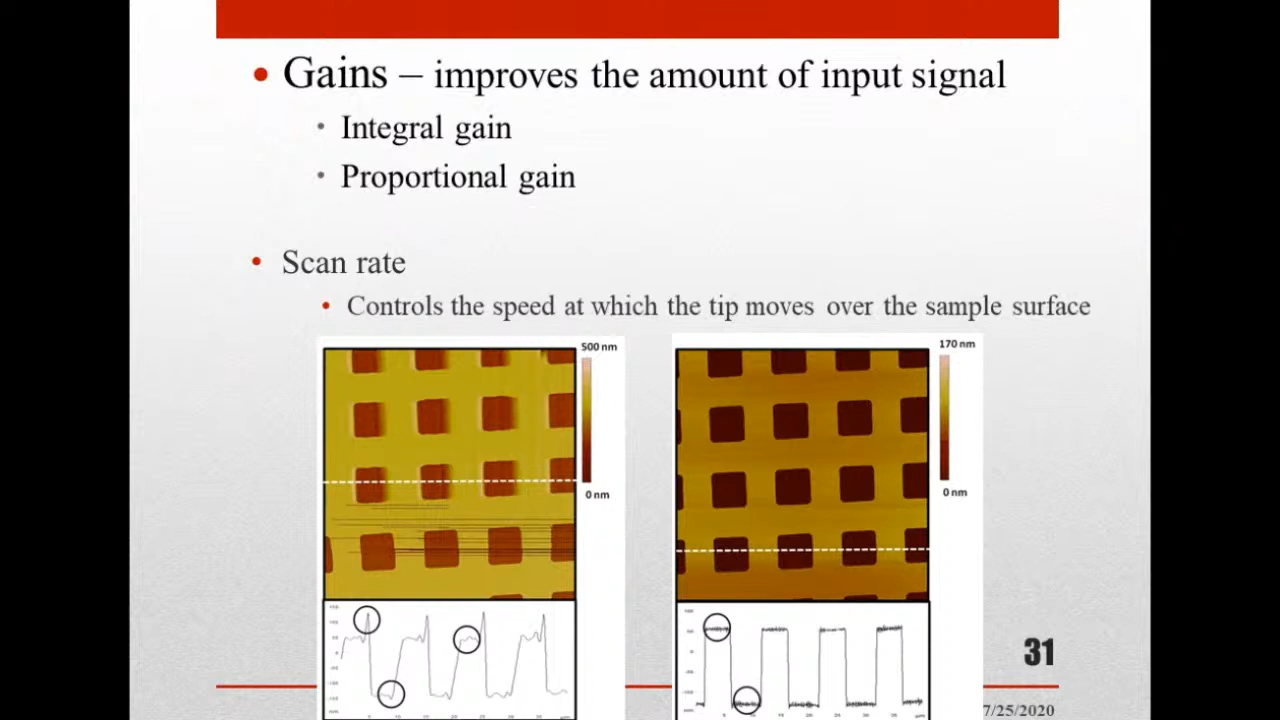 • Gains – improves the amount of input signal
• Integral gain
• Proportional gain
• Scan rate
• Controls the speed at which the tip moves over the sample surface
500 nm
0 nm
170 nm
0 nm
31
7/25/2020